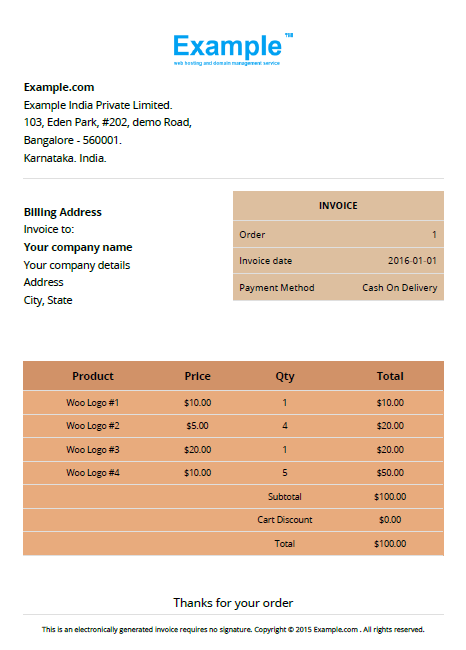 Example™
web hosting and domain management service
Example.com
Example India Private Limited.
103, Eden Park, #202, demo Road,
Bangalore - 560001.
Karnataka. India.
Billing Address
Invoice to:
Your company name
Your company details
Address
City, State
INVOICE
Order 1
Invoice date 2016-01-01
Payment Method Cash On Delivery
Product Price Qty Total
Woo Logo #1 $10.00 1 $10.00
Woo Logo #2 $5.00 4 $20.00
Woo Logo #3 $20.00 1 $20.00
Woo Logo #4 $10.00 5 $50.00
Subtotal $100.00
Cart Discount $0.00
Total $100.00
Thanks for your order
This is an electronically generated invoice requires no signature. Copyright © 2015 Example.com . All rights reserved.